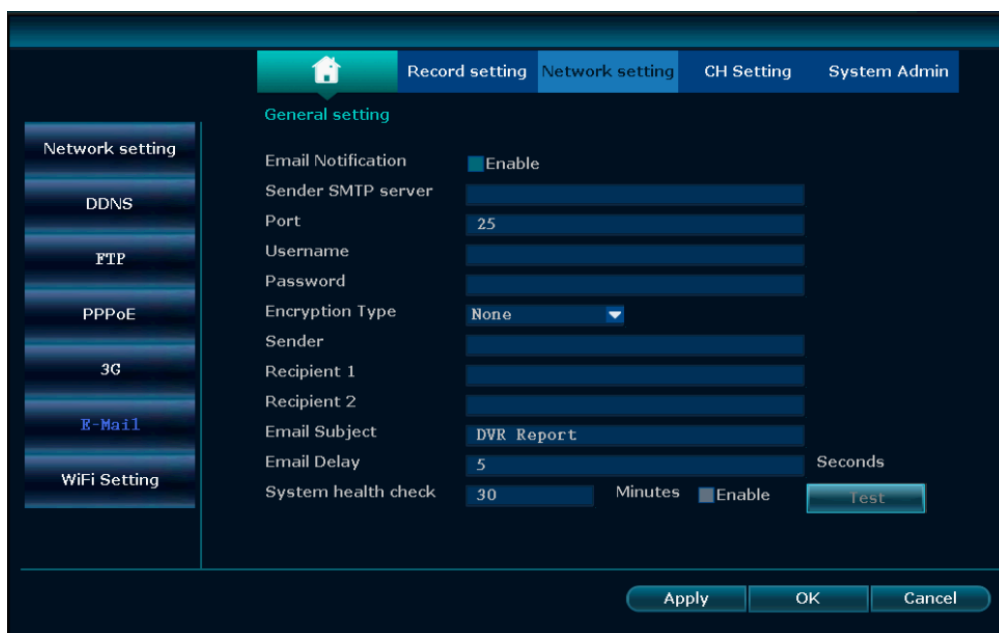 Record setting Network setting CH Setting System Admin
General setting
Network setting
DDNS
FTP
PPPoE
3G
E-Mail
WiFi Setting
Email Notification Enable
Sender SMTP server
Port 25
Username
Password
Encryption Type None
Sender
Recipient 1
Recipient 2
Email Subject DVR Report
Email Delay 5 Seconds
System health check 30 Minutes Enable Test
Apply OK Cancel